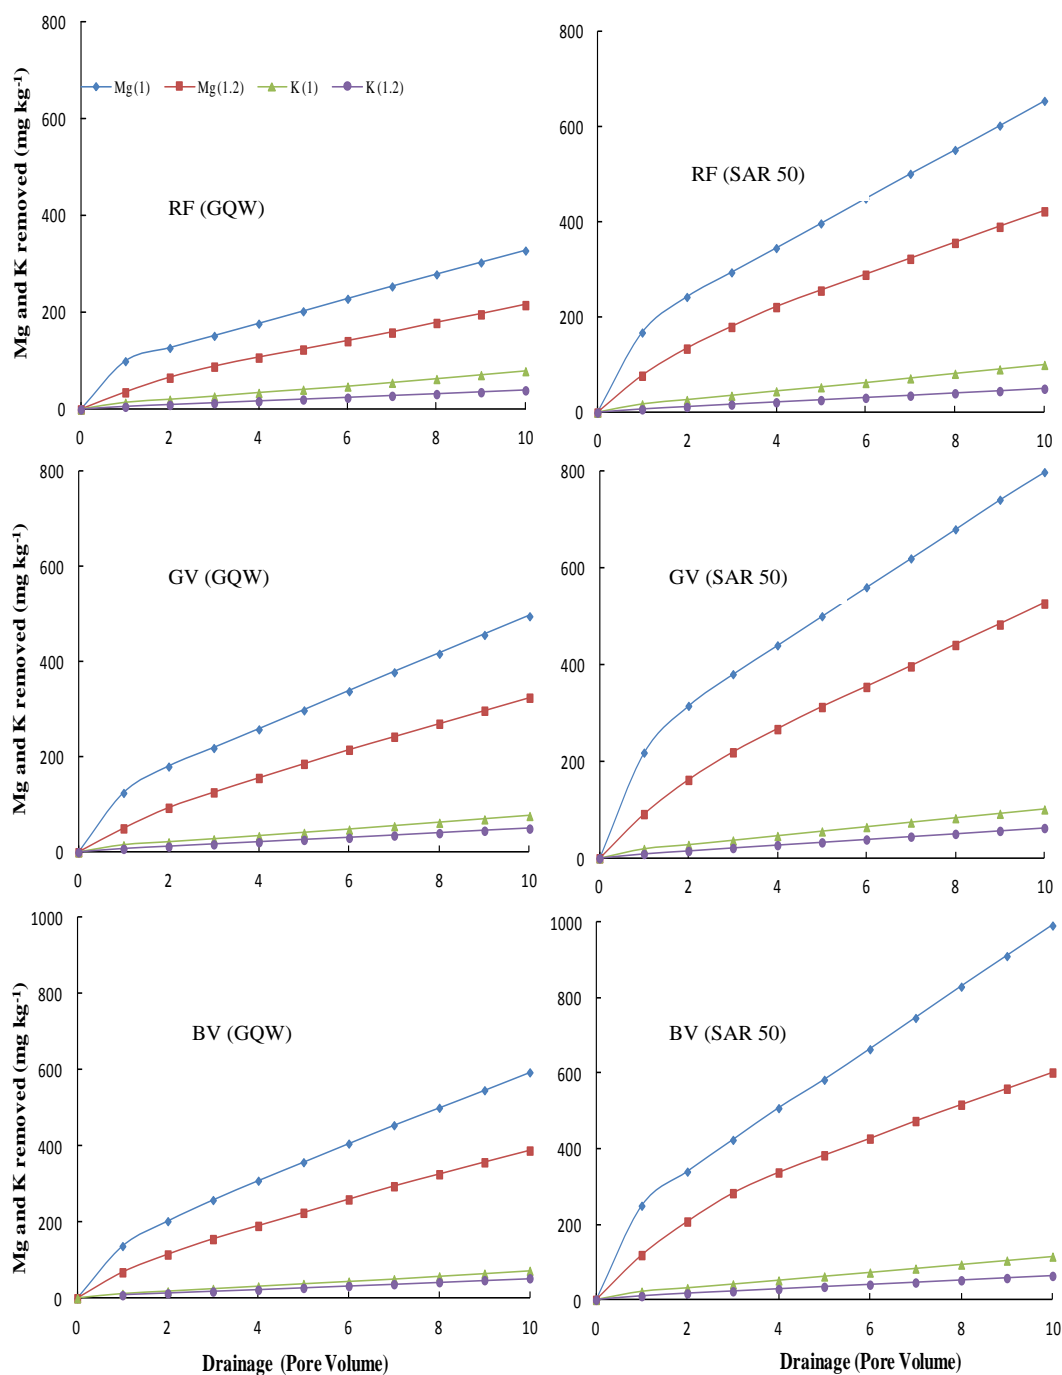 800
600
400
200
0
Mg and K removed (mg kg-1)
Mg(1) Mg(1.2) K(1) K(1.2)
RF (GQW)
0 2 4 6 8 10
800
600
400
200
0
RF (SAR 50)
0 2 4 6 8 10
800
600
400
200
0
Mg and K removed (mg kg-1)
GV (GQW)
0 2 4 6 8 10
800
600
400
200
0
GV (SAR 50)
0 2 4 6 8 10
1000
800
600
400
200
0
Mg and K removed (mg kg-1)
BV (GQW)
0 2 4 6 8 10
Drainage (Pore Volume)
1000
800
600
400
200
0
BV (SAR 50)
0 2 4 6 8 10
Drainage (Pore Volume)